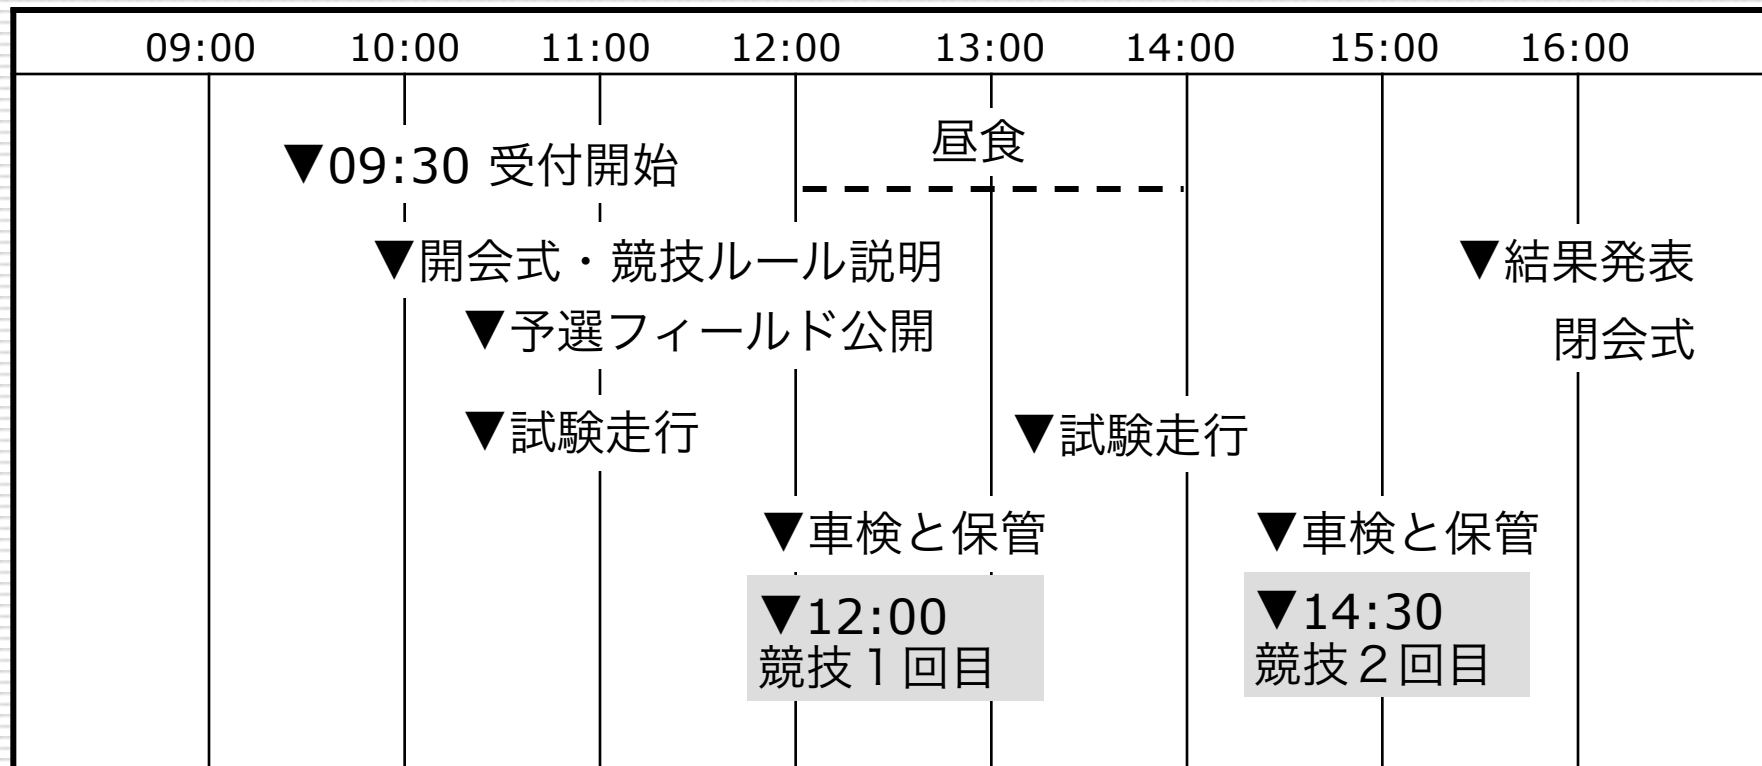 09:00 10:00 11:00 12:00 13:00 14:00 15:00 16:00
昼食
▼09:30 受付開始
▼開会式・競技ルール説明
▼結果発表
▼予選フィールド公開
閉会式
▼試験走行
▼試験走行
▼車検と保管
▼車検と保管
▼12:00
競技1回目
▼14:30
競技2回目